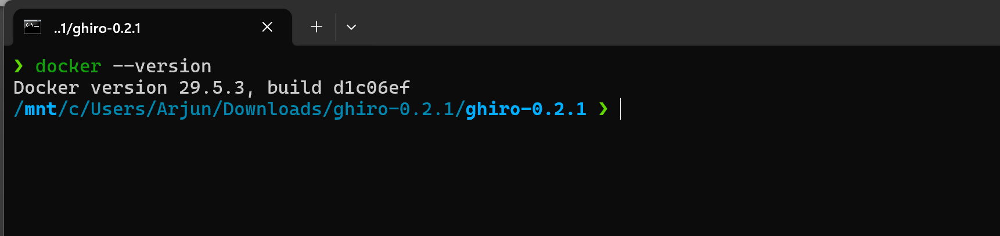 ..1/ghiro-0.2.1
❯ docker --version
Docker version 29.5.3, build d1c06ef
/mnt/c/Users/Arjun/Downloads/ghiro-0.2.1/ghiro-0.2.1 ❯